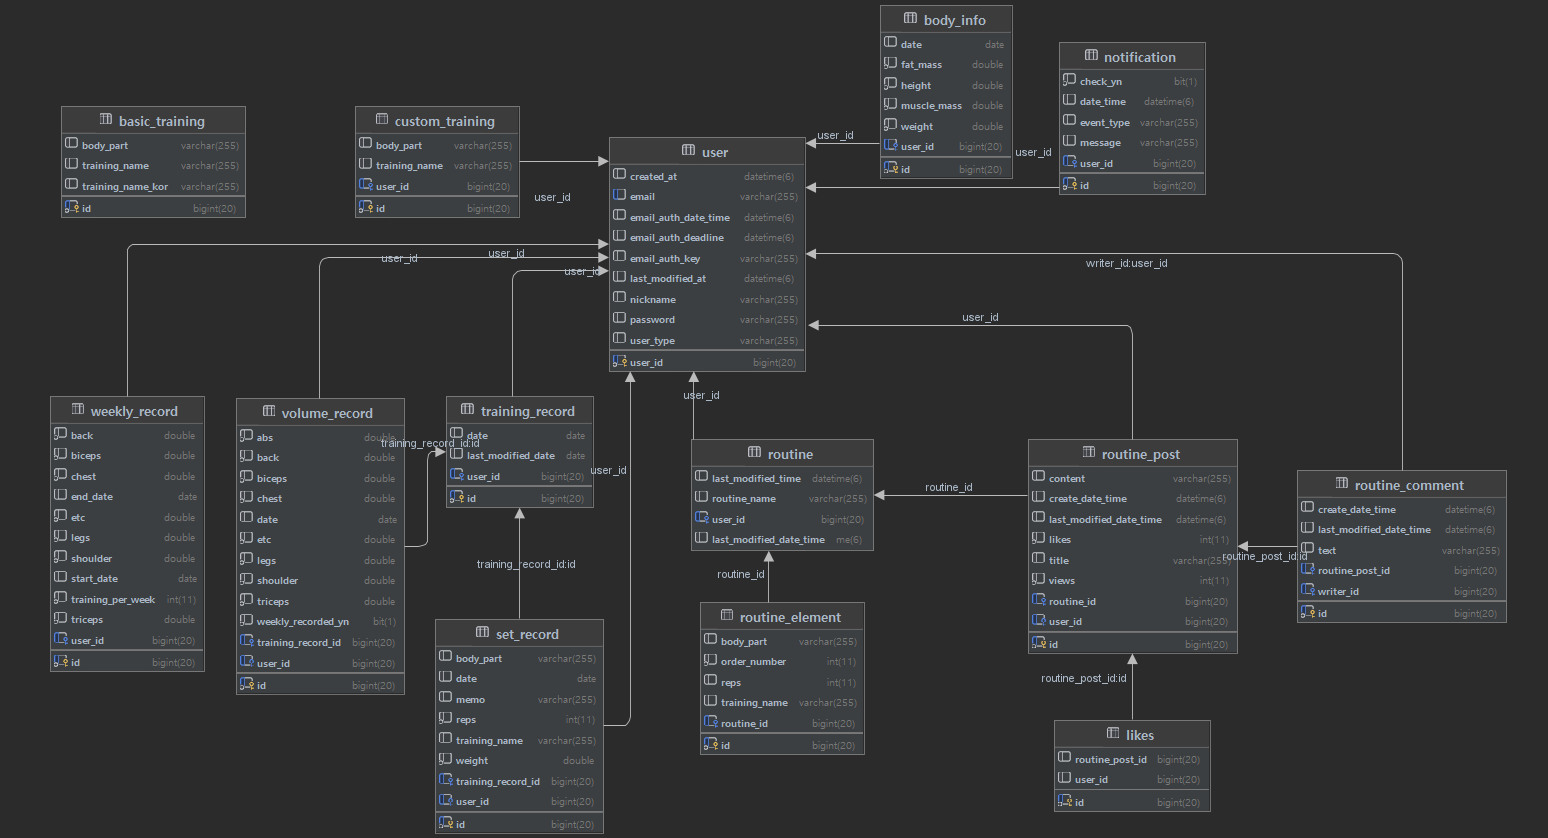 body_info
date date
fat_mass double
height double
muscle_mass double
weight double
user_id bigint(20)
id bigint(20)
notification
check_yn bit(1)
date_time datetime(6)
event_type varchar(255)
message varchar(255)
user_id bigint(20)
id bigint(20)
basic_training
body_part varchar(255)
training_name varchar(255)
training_name_kor varchar(255)
id bigint(20)
custom_training
body_part varchar(255)
training_name varchar(255)
user_id bigint(20)
id bigint(20)
user
created_at datetime(6)
email varchar(255)
email_auth_date_time datetime(6)
email_auth_deadline datetime(6)
email_auth_key varchar(255)
last_modified_at datetime(6)
nickname varchar(255)
password varchar(255)
user_type varchar(255)
user_id bigint(20)
user_id
user_id
user_id
user_id
user_id
user_id
writer_id:user_id
user_id
user_id
user_id
weekly_record
back double
biceps double
chest double
end_date date
etc double
legs double
shoulder double
start_date date
training_per_week int(11)
triceps double
user_id bigint(20)
id bigint(20)
volume_record
abs double
back double
biceps double
chest double
date date
etc double
legs double
shoulder double
triceps double
weekly_recorded_yn bit(1)
training_record_id bigint(20)
user_id bigint(20)
id bigint(20)
training_record_id:id
training_record
date date
last_modified_date date
user_id bigint(20)
id bigint(20)
training_record_id:id
set_record
body_part varchar(255)
date date
memo varchar(255)
reps int(11)
training_name varchar(255)
weight double
training_record_id bigint(20)
user_id bigint(20)
id bigint(20)
routine
last_modified_time datetime(6)
routine_name varchar(255)
user_id bigint(20)
last_modified_date_time me(6)
routine_id
routine_id
routine_element
body_part varchar(255)
order_number int(11)
reps int(11)
training_name varchar(255)
routine_id bigint(20)
id bigint(20)
routine_post
content varchar(255)
create_date_time datetime(6)
last_modified_date_time datetime(6)
likes int(11)
title varchar(255)
views int(11)
routine_id bigint(20)
user_id bigint(20)
id bigint(20)
routine_post_id:id
routine_comment
create_date_time datetime(6)
last_modified_date_time datetime(6)
text varchar(255)
routine_post_id bigint(20)
writer_id bigint(20)
id bigint(20)
routine_post_id:id
likes
routine_post_id bigint(20)
user_id bigint(20)
id bigint(20)